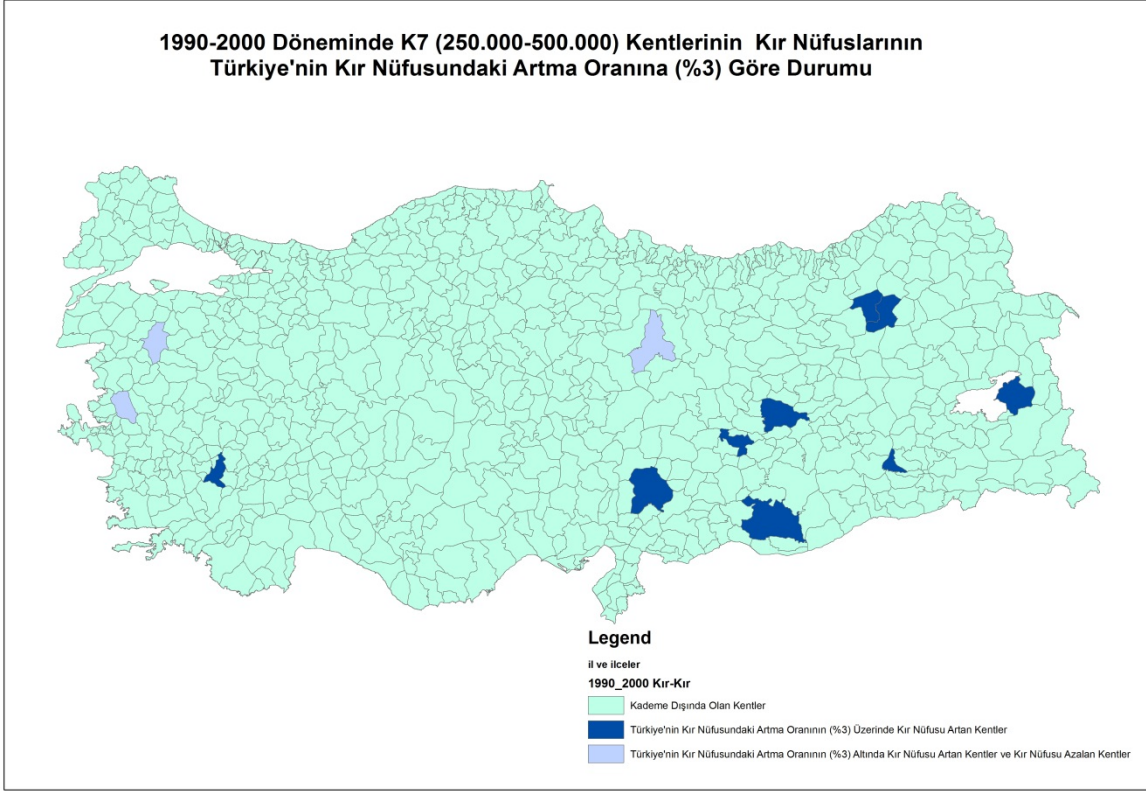 1990-2000 Döneminde K7 (250.000-500.000) Kentlerinin Kır Nüfuslarının
Türkiye'nin Kır Nüfusundaki Artma Oranına (%3) Göre Durumu
Legend
il ve ilceler
1990_2000 Kır-Kır
Kademe Dışında Olan Kentler
Türkiye'nin Kır Nüfusundaki Artma Oranının (%3) Üzerinde Kır Nüfusu Artan Kentler
Türkiye'nin Kır Nüfusundaki Artma Oranının (%3) Altında Kır Nüfusu Artan Kentler ve Kır Nüfusu Azalan Kentler